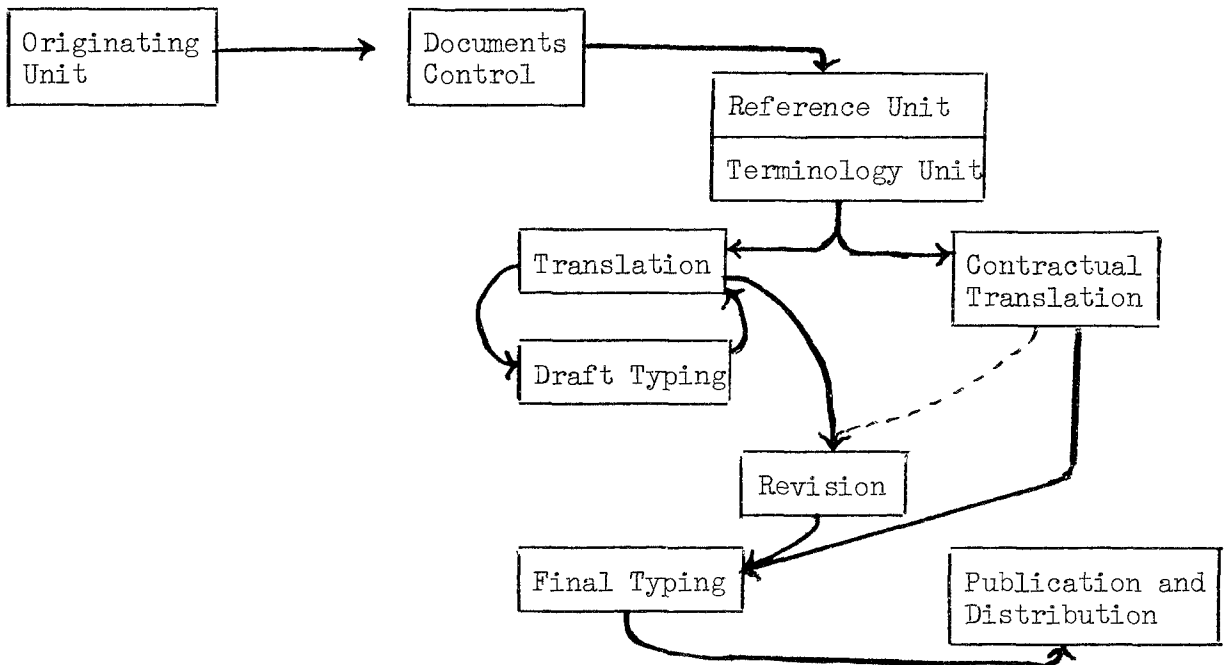 Originating
Unit
Documents
Control
Reference Unit
Terminology Unit
Translation
Contractual
Translation
Draft Typing
Revision
Final Typing
Publication and
Distribution